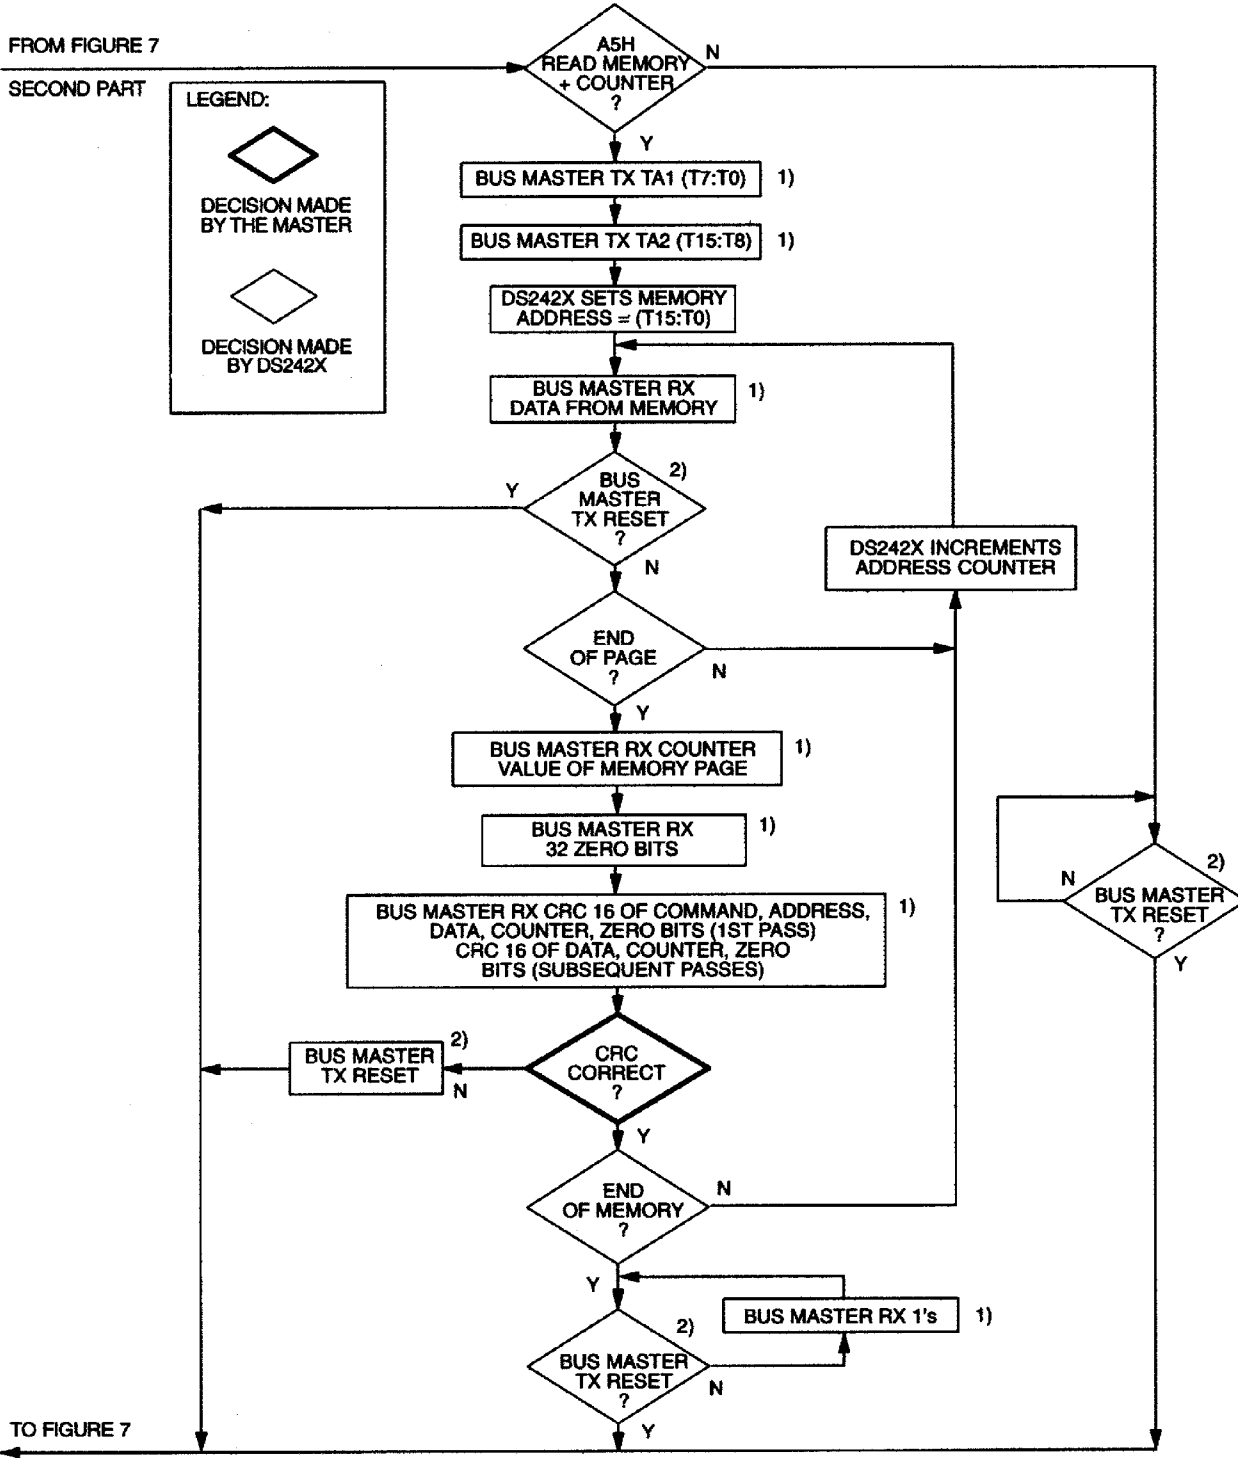 FROM FIGURE 7
SECOND PART
LEGEND:
DECISION MADE
BY THE MASTER
DECISION MADE
BY DS242X
A5H
READ MEMORY
+ COUNTER
?
N
Y
BUS MASTER TX TA1 (T7:T0)
1)
BUS MASTER TX TA2 (T15:T8)
1)
DS242X SETS MEMORY
ADDRESS = (T15:T0)
BUS MASTER RX
DATA FROM MEMORY
1)
BUS
MASTER
TX RESET
?
2)
Y
N
DS242X INCREMENTS
ADDRESS COUNTER
END
OF PAGE
?
N
Y
BUS MASTER RX COUNTER
VALUE OF MEMORY PAGE
1)
BUS MASTER RX
32 ZERO BITS
1)
BUS MASTER RX CRC 16 OF COMMAND, ADDRESS,
DATA, COUNTER, ZERO BITS (1ST PASS)
CRC 16 OF DATA, COUNTER, ZERO
BITS (SUBSEQUENT PASSES)
1)
N
BUS MASTER
TX RESET
?
2)
Y
CRC
CORRECT
?
N
BUS MASTER
TX RESET
2)
Y
END
OF MEMORY
?
N
Y
BUS MASTER RX 1's
1)
BUS MASTER
TX RESET
?
2)
N
Y
TO FIGURE 7